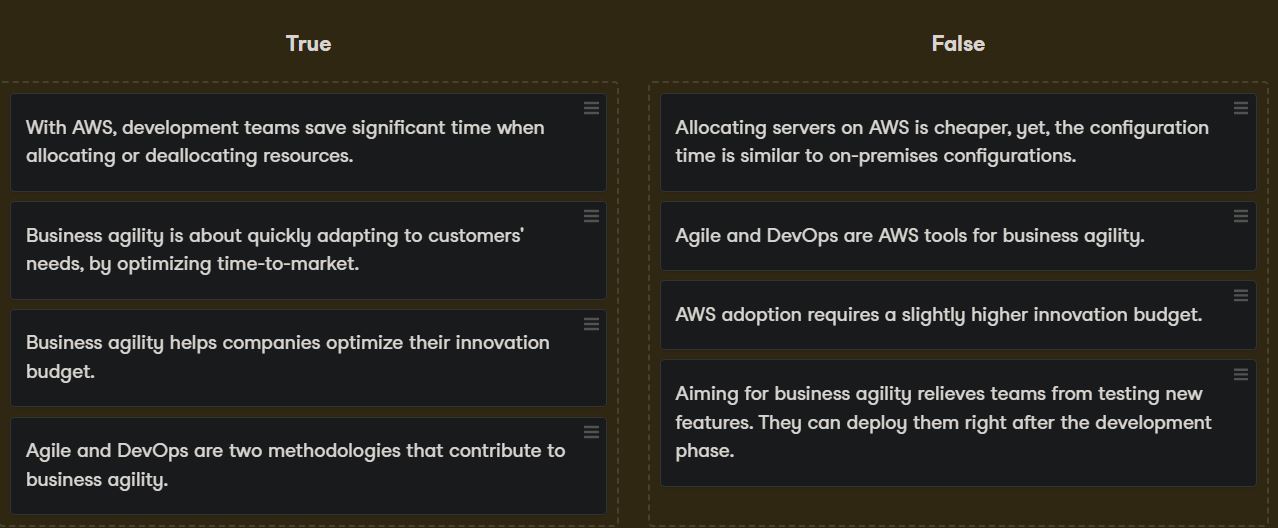 True
With AWS, development teams save significant time when
allocating or deallocating resources.
Business agility is about quickly adapting to customers'
needs, by optimizing time-to-market.
Business agility helps companies optimize their innovation
budget.
Agile and DevOps are two methodologies that contribute to
business agility.
False
Allocating servers on AWS is cheaper, yet, the configuration
time is similar to on-premises configurations.
Agile and DevOps are AWS tools for business agility.
AWS adoption requires a slightly higher innovation budget.
Aiming for business agility relieves teams from testing new
features. They can deploy them right after the development
phase.